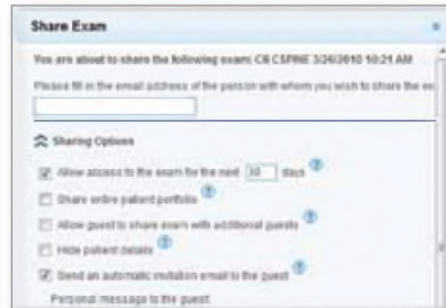 Share Exam
You are about to share the following exam: CB CSPINE 3/26/2010 10:21 AM
Please fill in the email address of the person with whom you wish to share the
Sharing Options
Allow access to the exam for the next 30 days
Share entire patient portfolio
Allow guest to share exam with additional guests
Hide patient details
Send an automatic invitation email to the guest
Personal message to the guest